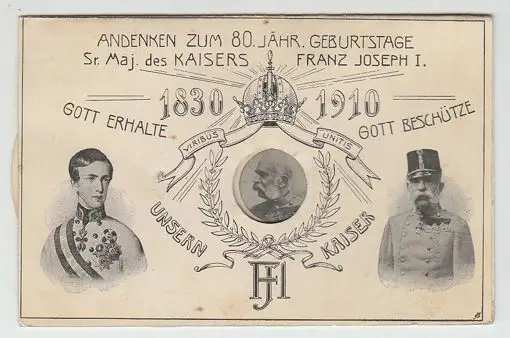 ANDENKEN ZUM 80. JÄHR. GEBURTSTAGE
Sr. Maj. des KAISERS FRANZ JOSEPH I.
1830 1910
GOTT ERHALTE
GOTT BESCHÜTZE
VIRIBUS UNITIS
UNSERN KAISER
FJI